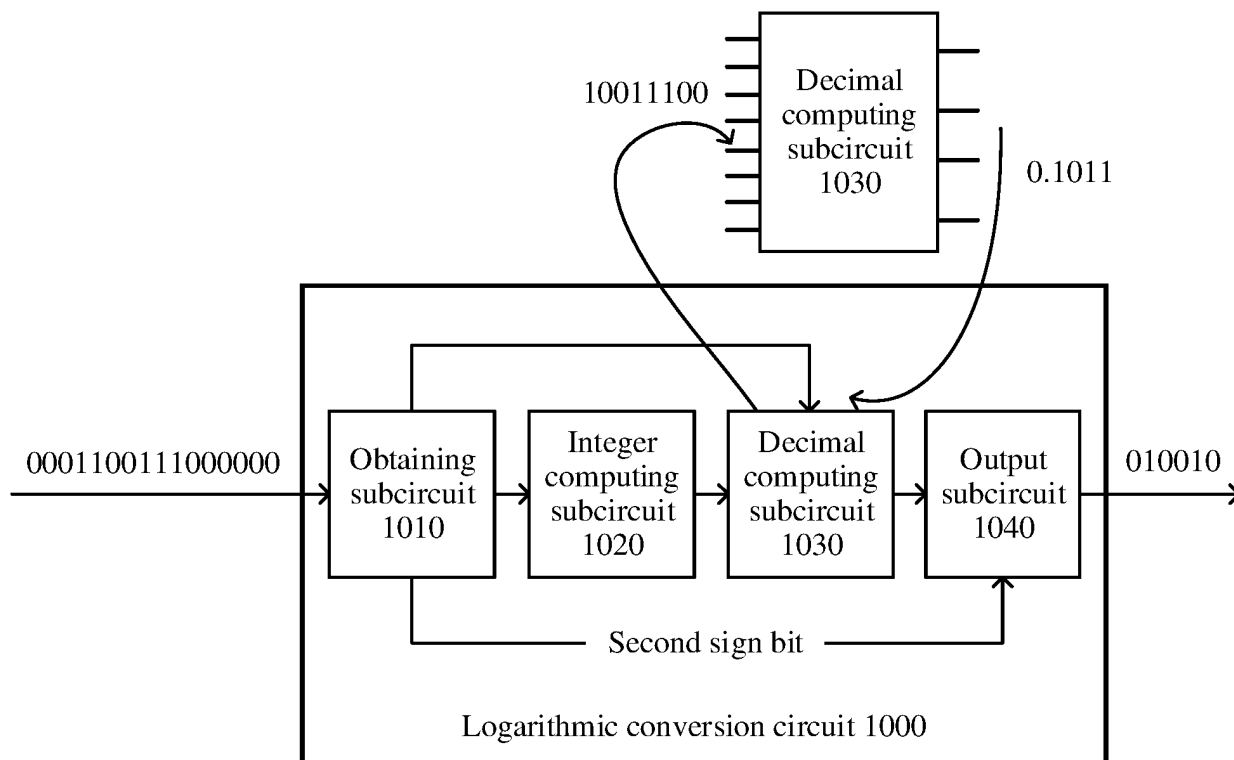 Decimal
computing
subcircuit
1030
10011100
0.1011
0001100111000000
Obtaining
subcircuit
1010
Integer
computing
subcircuit
1020
Decimal
computing
subcircuit
1030
Output
subcircuit
1040
010010
Second sign bit
Logarithmic conversion circuit 1000